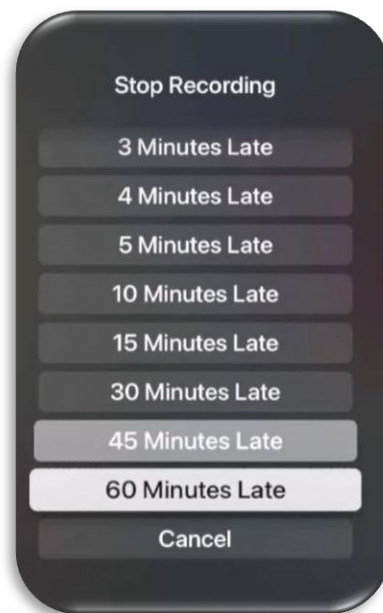 Stop Recording
3 Minutes Late
4 Minutes Late
5 Minutes Late
10 Minutes Late
15 Minutes Late
30 Minutes Late
45 Minutes Late
60 Minutes Late
Cancel